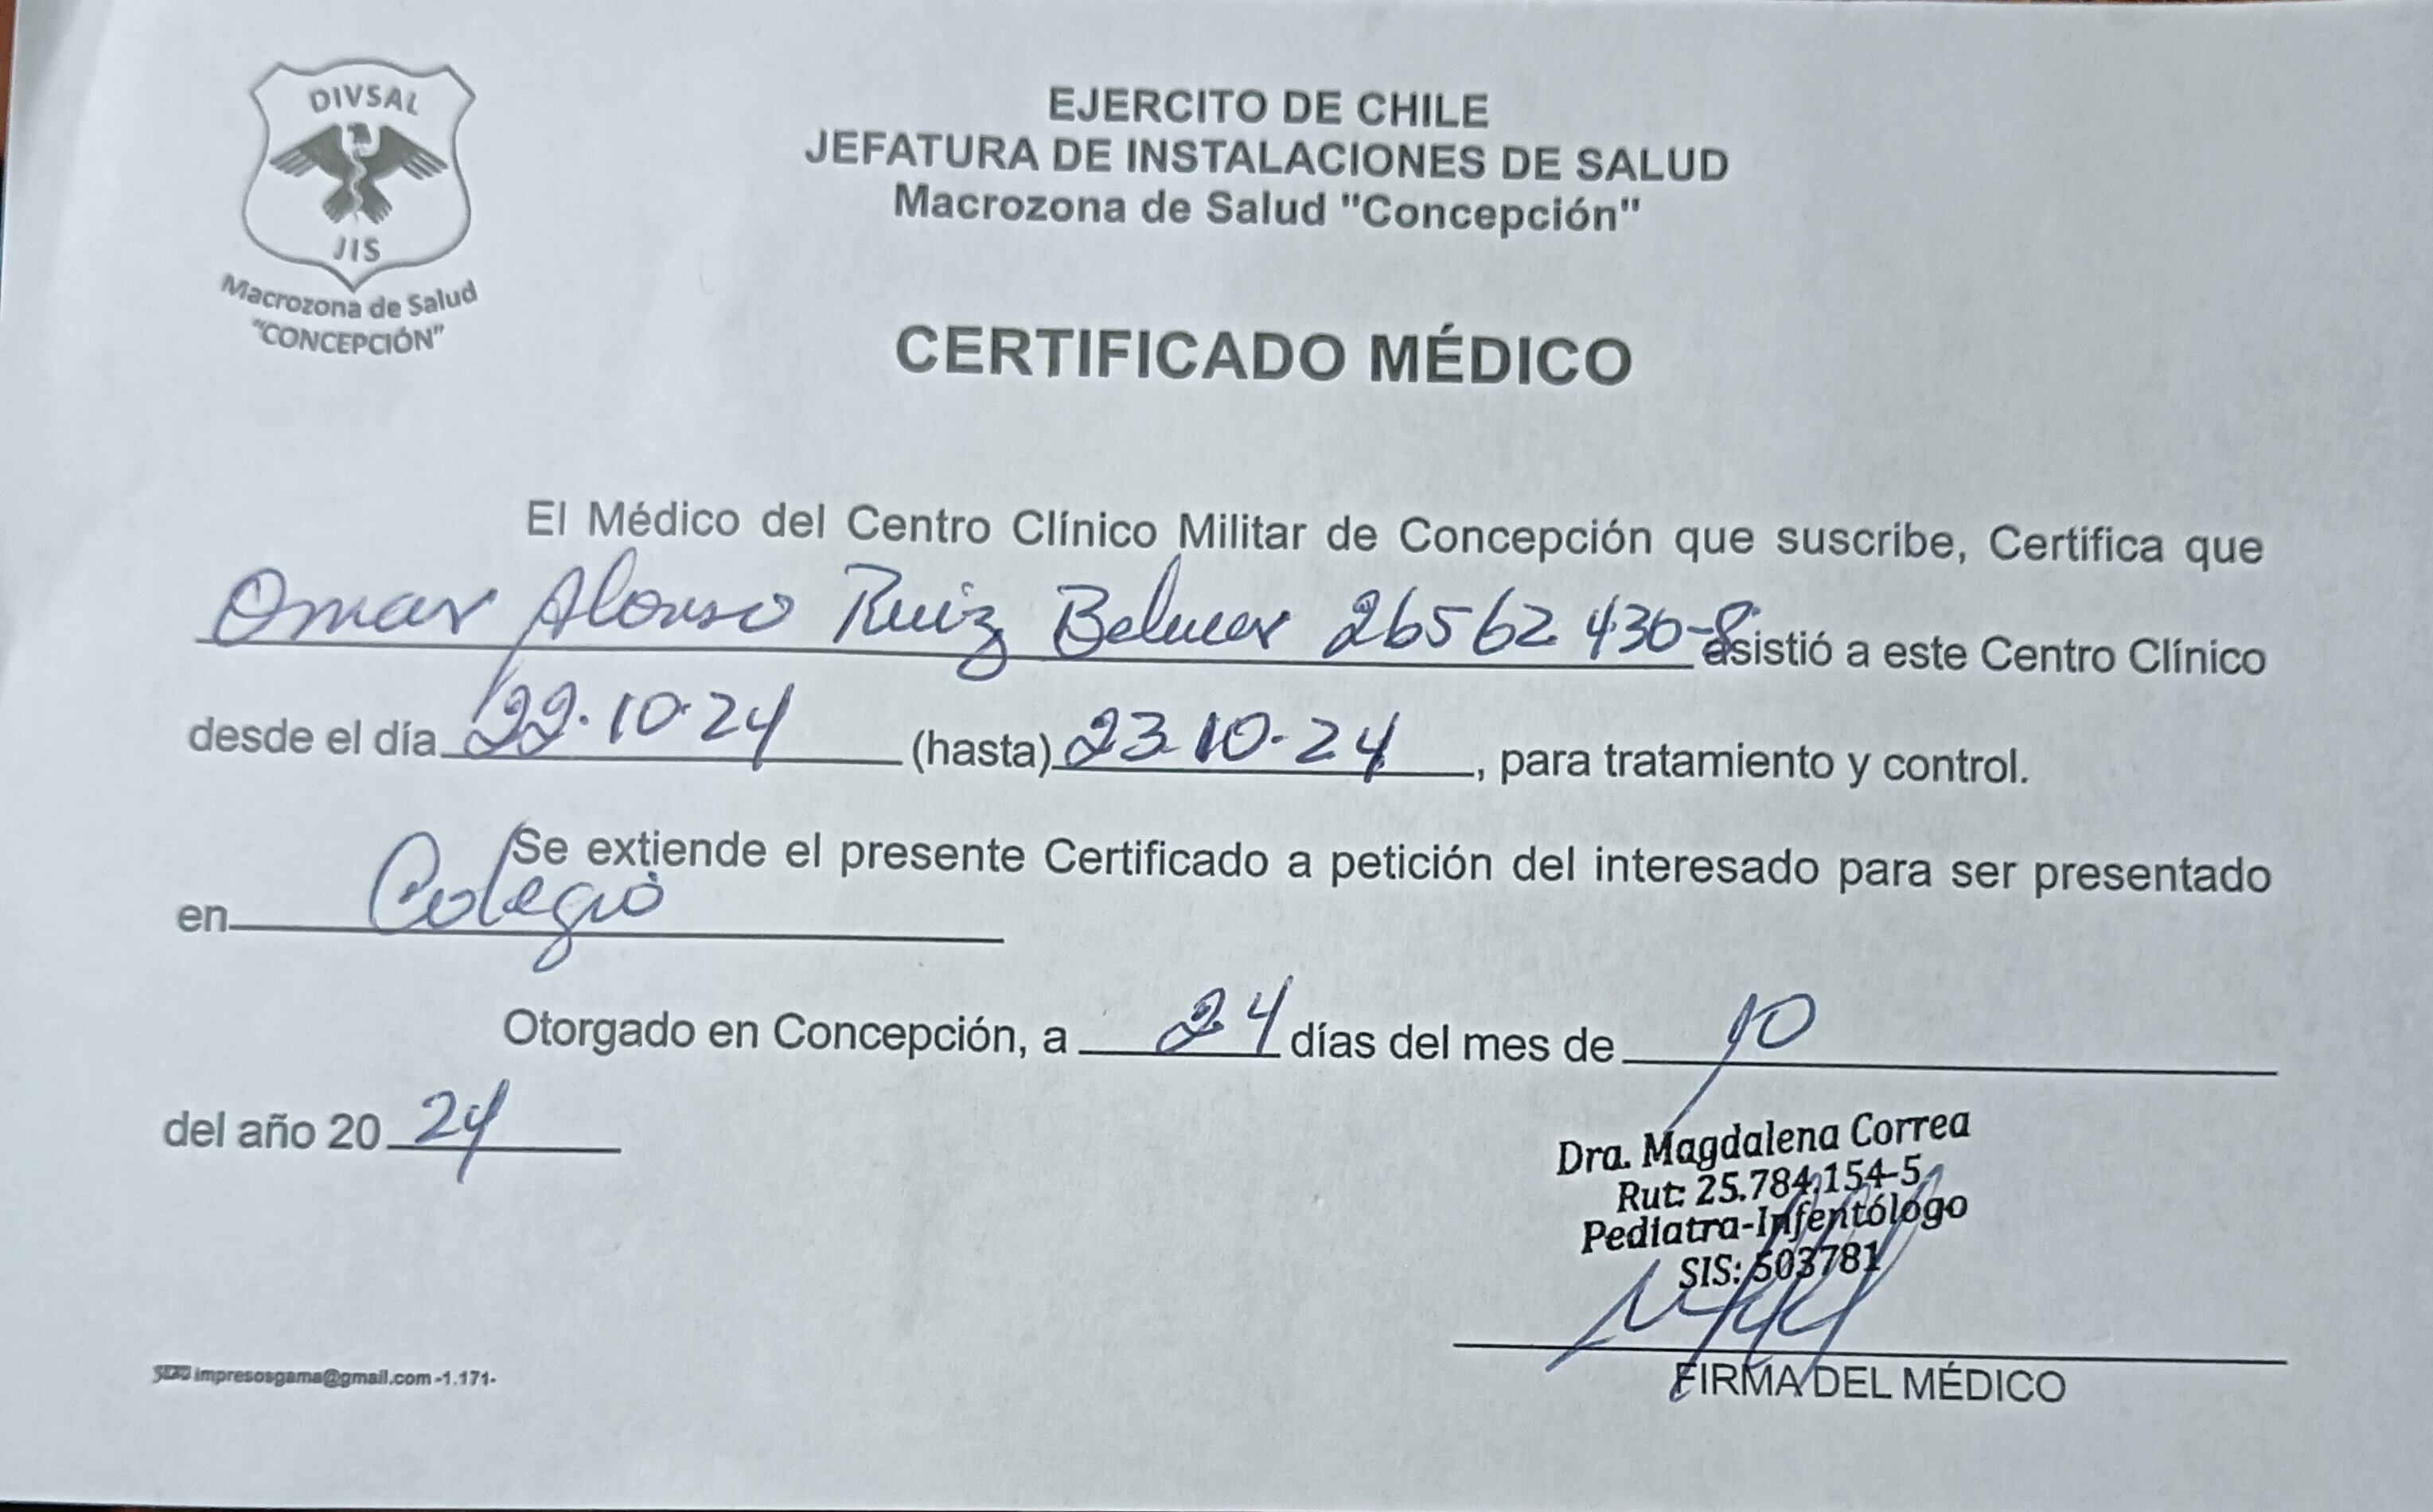 DIVSAL
JIS
Macrozona de Salud
"CONCEPCIÓN"
EJERCITO DE CHILE
JEFATURA DE INSTALACIONES DE SALUD
Macrozona de Salud "Concepción"
CERTIFICADO MÉDICO
El Médico del Centro Clínico Militar de Concepción que suscribe, Certifica que
Omar Alonso Ruiz 26562430-8 asistió a este Centro Clínico
desde el día 22.10.24 (hasta) 23.10.24, para tratamiento y control.
Se extiende el presente Certificado a petición del interesado para ser presentado
en Colegio
Otorgado en Concepción, a 24 días del mes de 10
del año 20 24
Dra. Magdalena Correa
Rut: 25.784.154-5
Pediatra-Infentólogo
SIS: 503781
FIRMA DEL MÉDICO
impresosgama@gmail.com -1.171-